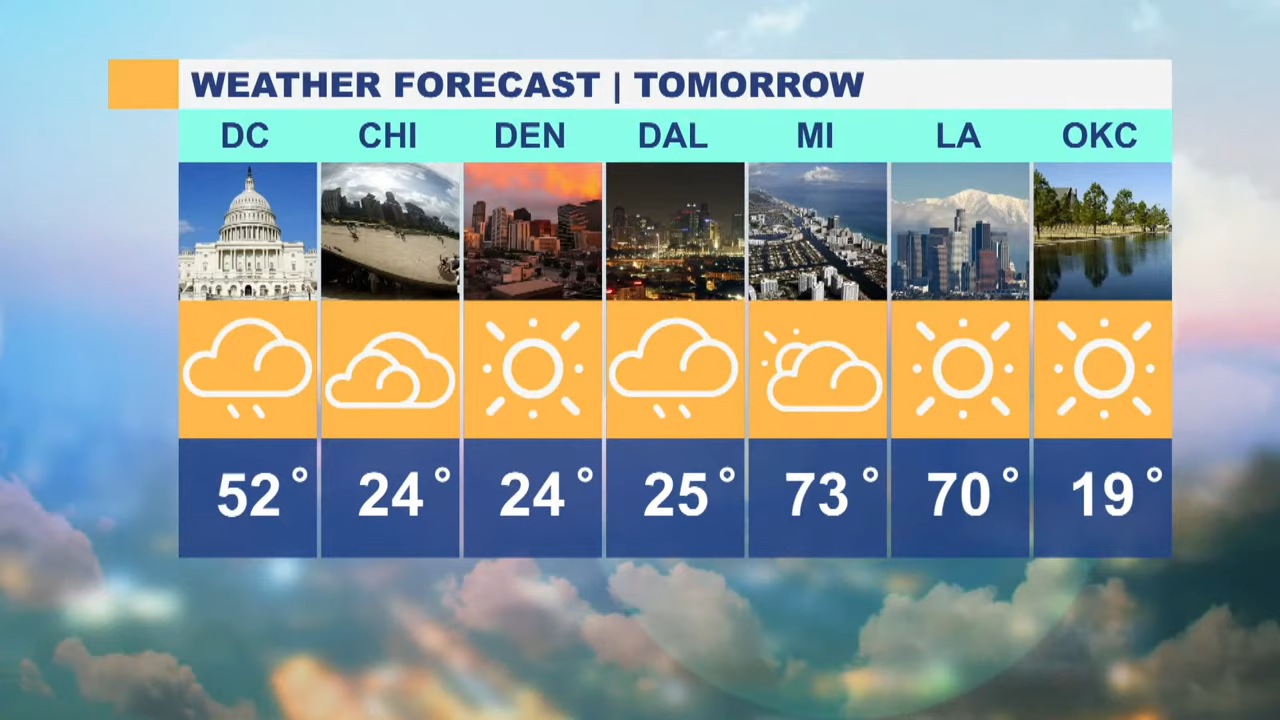 WEATHER FORECAST | TOMORROW
DC CHI DEN DAL MI LA OKC
52° 24° 24° 25° 73° 70° 19°